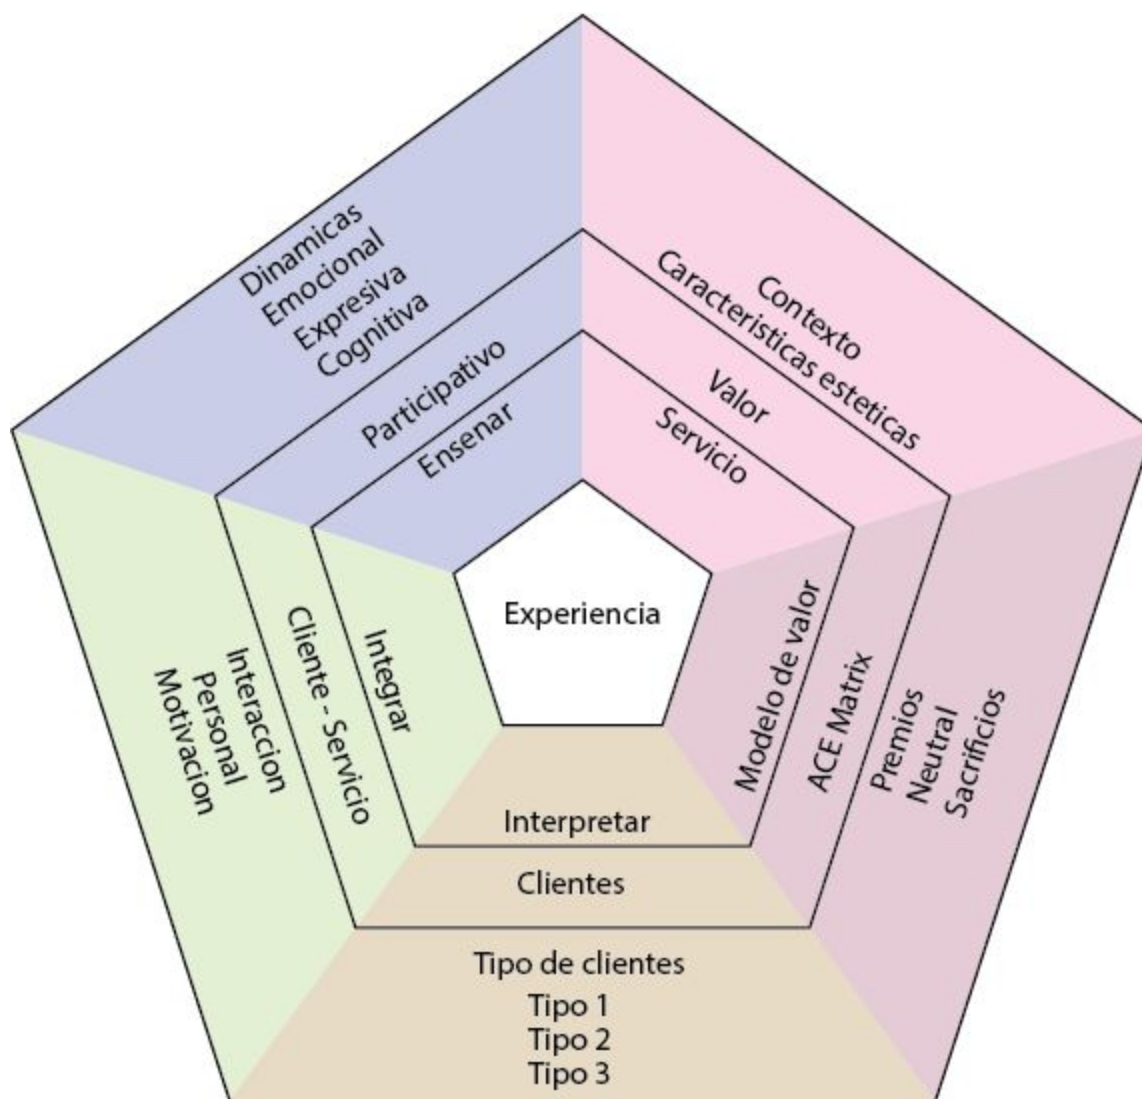 Dinamicas
Emocional
Expresiva
Cognitiva
Participativo
Ensenar
Contexto
Caracteristicas esteticas
Valor
Servicio
Experiencia
Interaccion
Personal
Motivacion
Cliente - Servicio
Integrar
Modelo de valor
ACE Matrix
Premios
Neutral
Sacrificios
Interpretar
Clientes
Tipo de clientes
Tipo 1
Tipo 2
Tipo 3